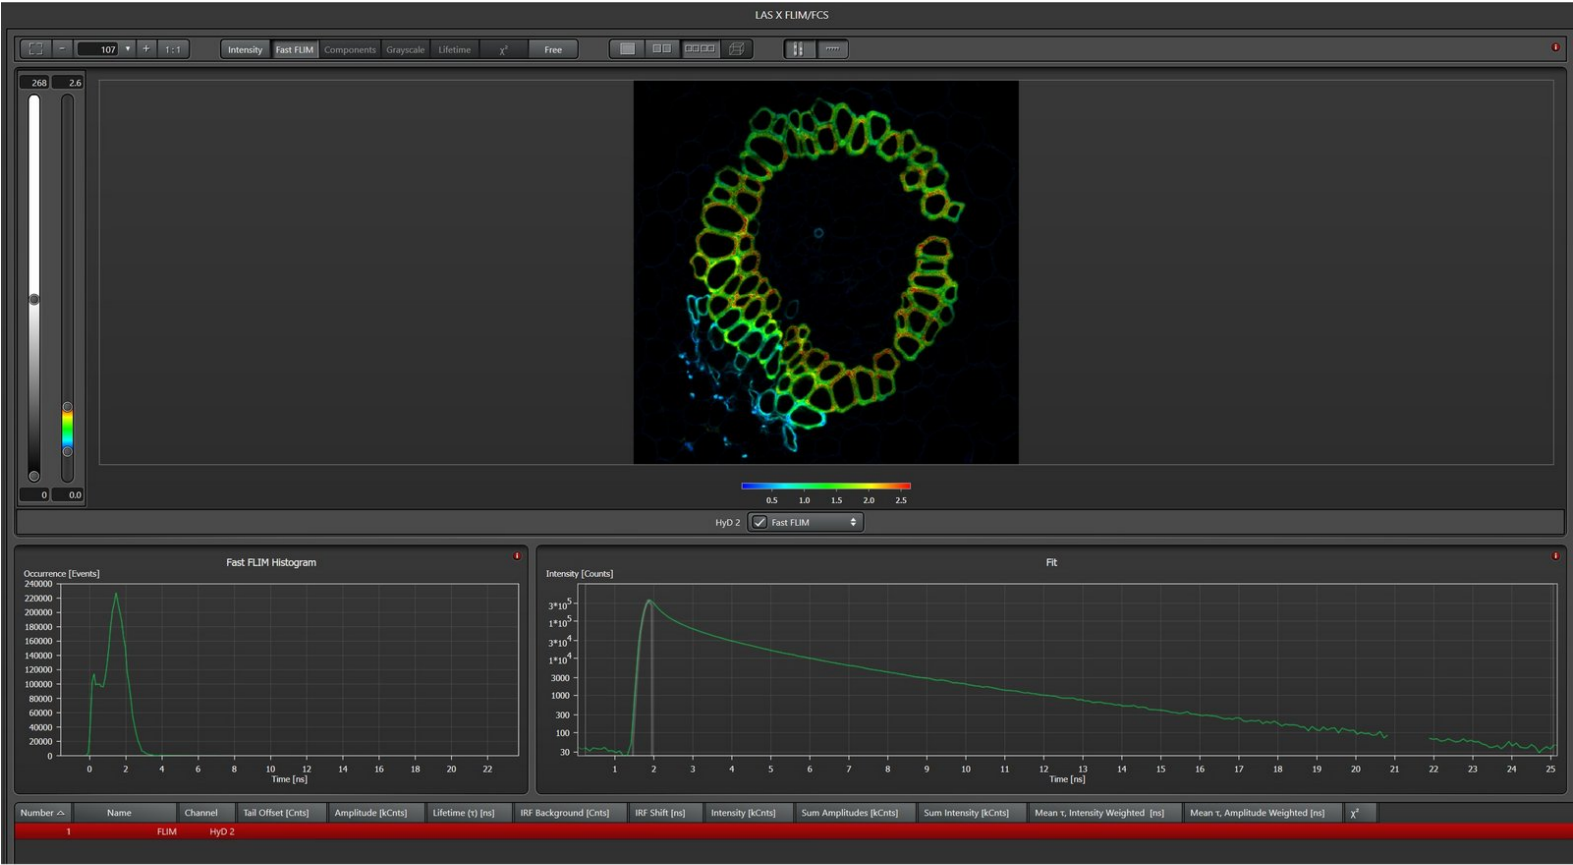 LAS X FLIM/FCS
− 107 + 1:1 Intensity Fast FLIM Components Grayscale Lifetime χ² Free
268 2.6
0 0.0
0.5 1.0 1.5 2.0 2.5
HyD 2 Fast FLIM
Fast FLIM Histogram
Occurrence [Events]
240000
220000
200000
180000
160000
140000
120000
100000
80000
60000
40000
20000
0
0 2 4 6 8 10 12 14 16 18 20 22
Time [ns]
Fit
Intensity [Counts]
3*10⁵
1*10⁵
3*10⁴
1*10⁴
3000
1000
300
100
30
1 2 3 4 5 6 7 8 9 10 11 12 13 14 15 16 17 18 19 20 21 22 23 24 25
Time [ns]
Number Name Channel Tail Offset [Cnts] Amplitude [kCnts] Lifetime (τ) [ns] IRF Background [Cnts] IRF Shift [ns] Intensity [kCnts] Sum Amplitudes [kCnts] Sum Intensity [kCnts] Mean τ, Intensity Weighted [ns] Mean τ, Amplitude Weighted [ns] χ²
1 FLIM HyD 2